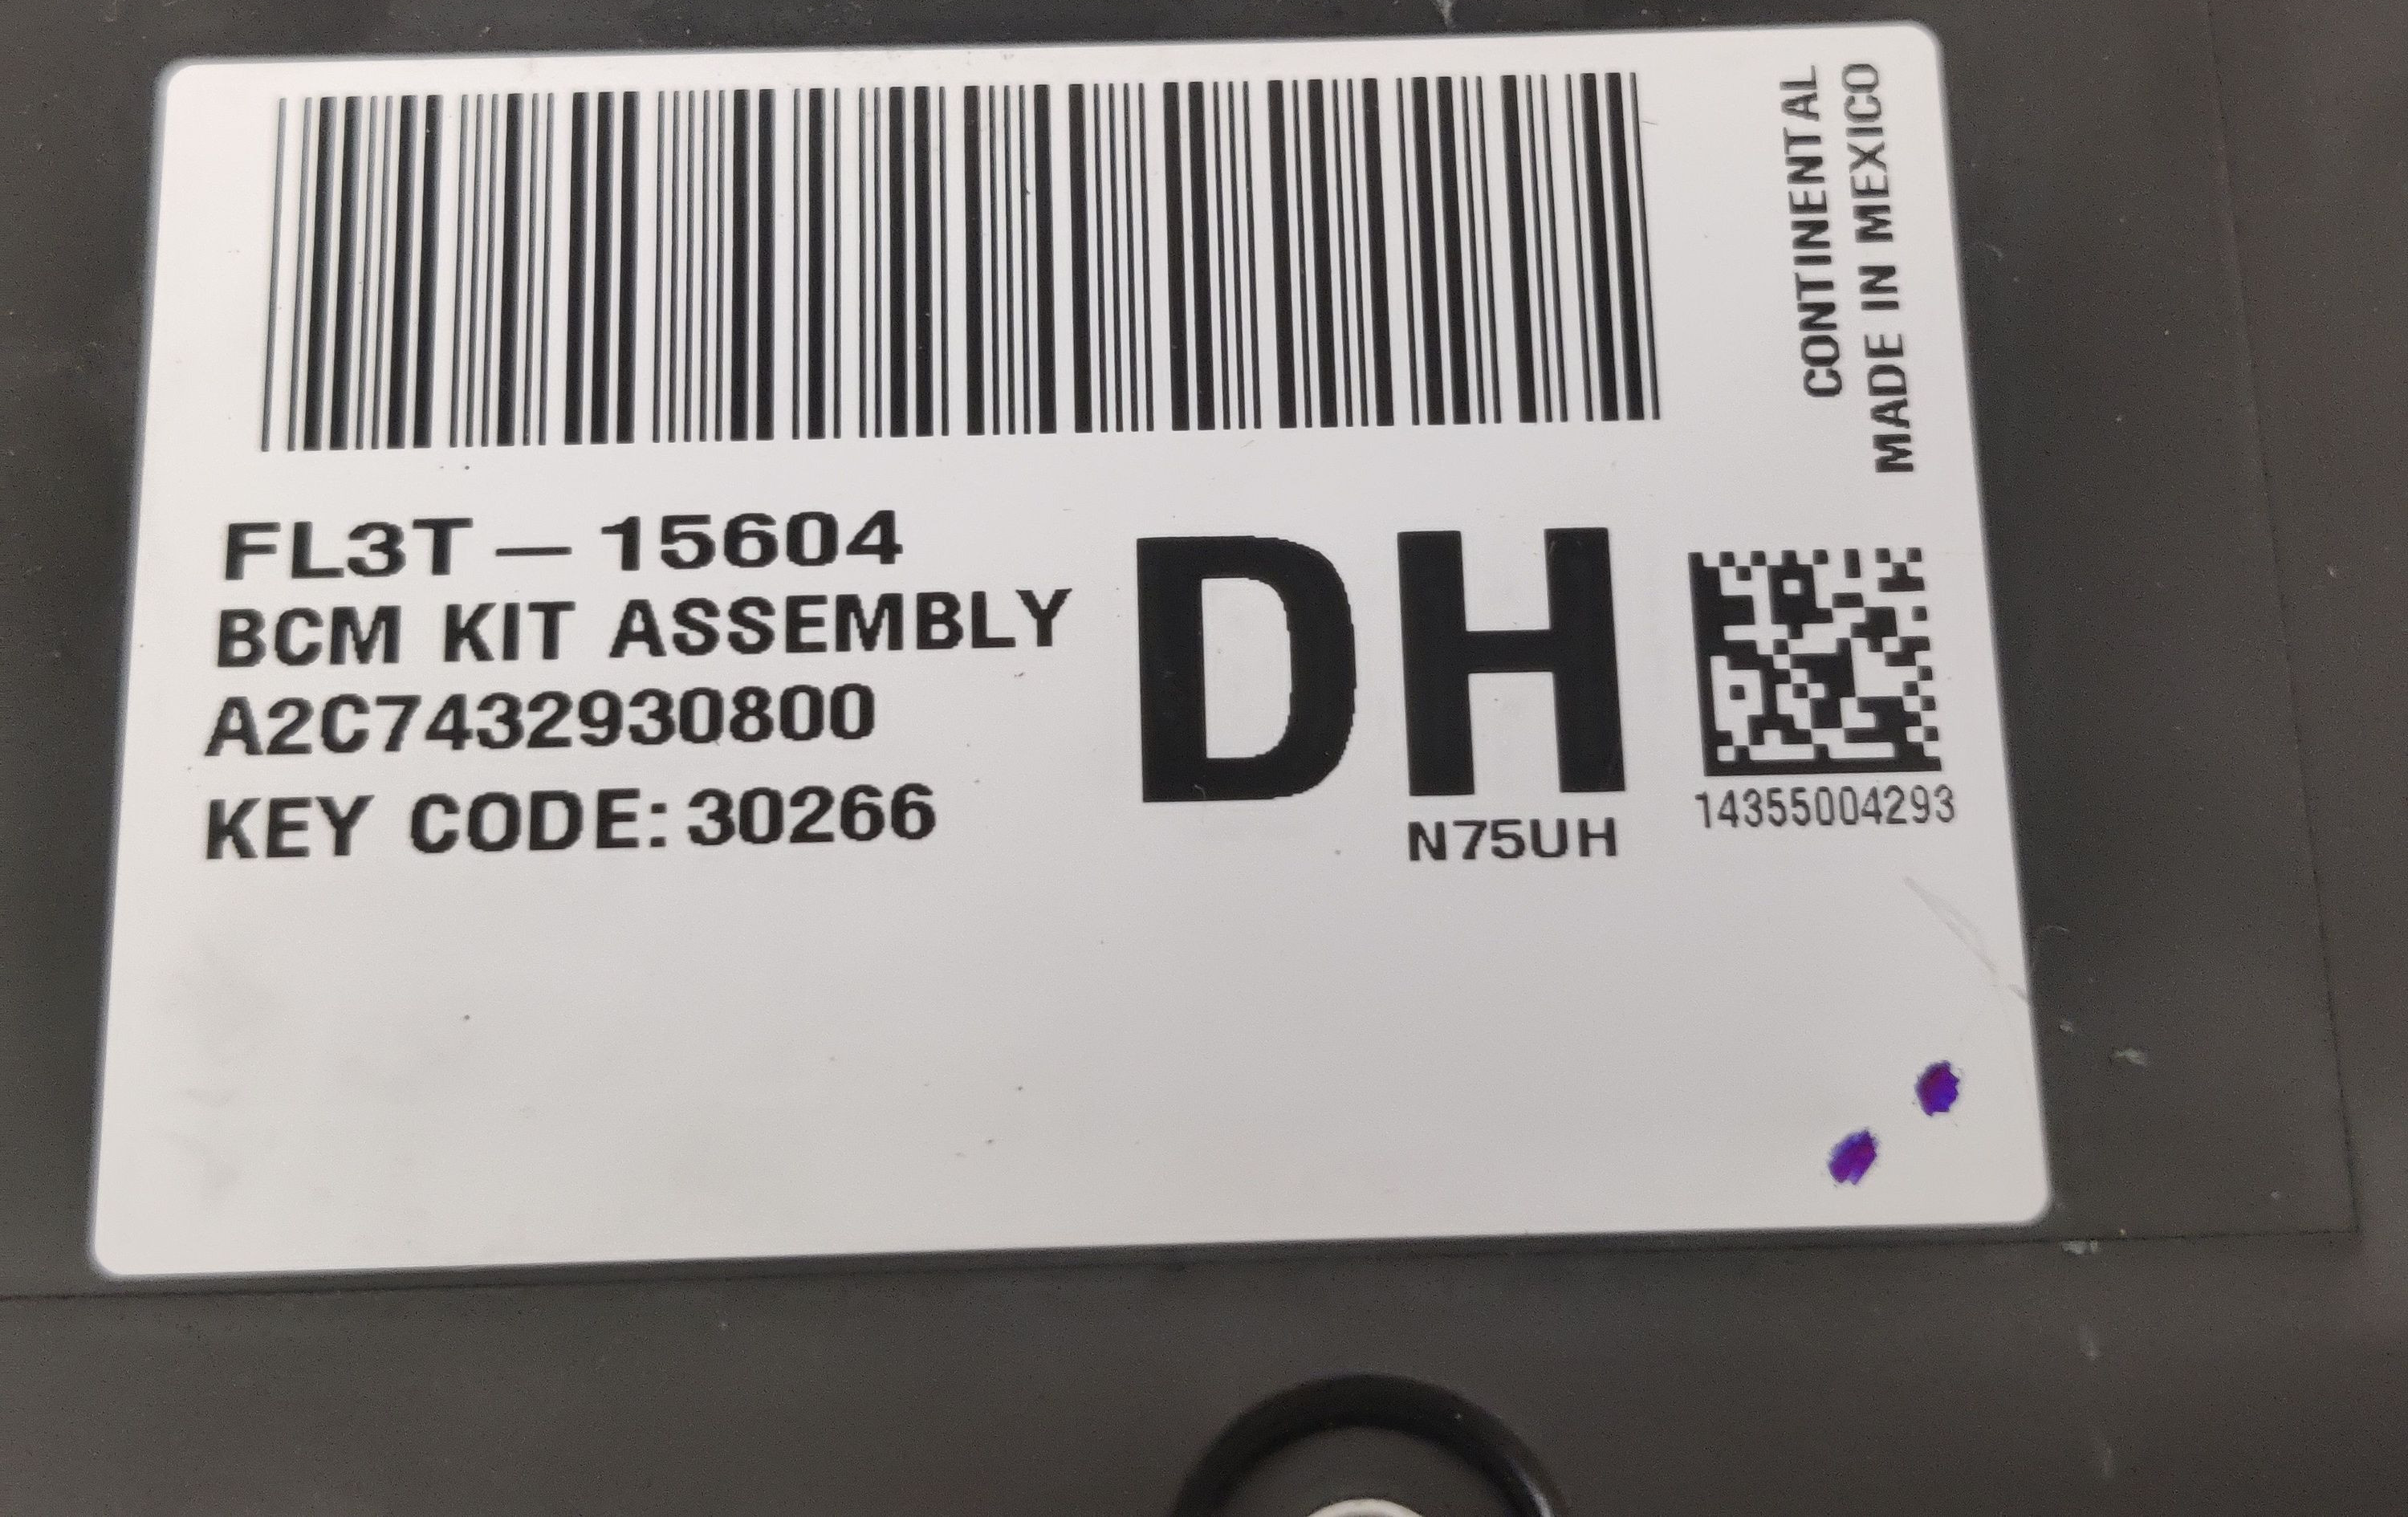 CONTINENTAL
MADE IN MEXICO
FL3T — 15604
BCM KIT ASSEMBLY
A2C7432930800
KEY CODE: 30266
DH
N75UH
14355004293